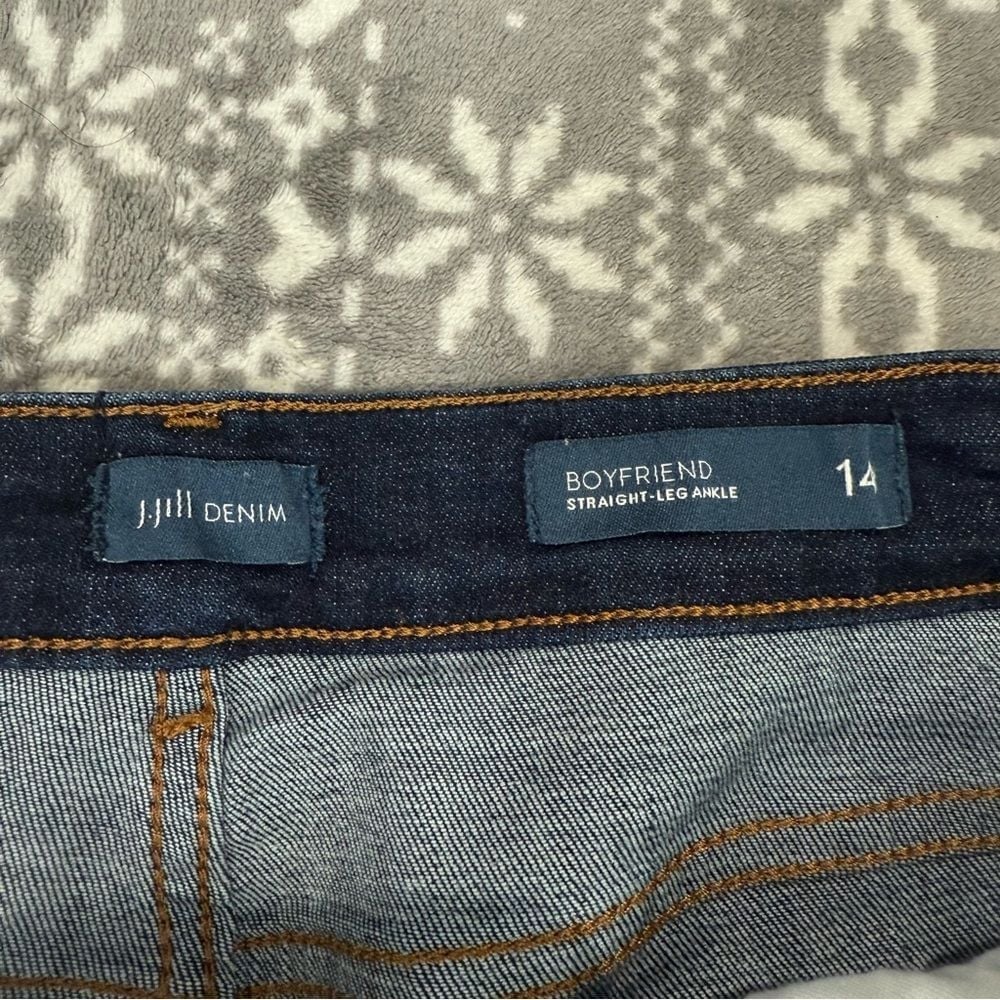 J.Jill DENIM
BOYFRIEND 14
STRAIGHT-LEG ANKLE